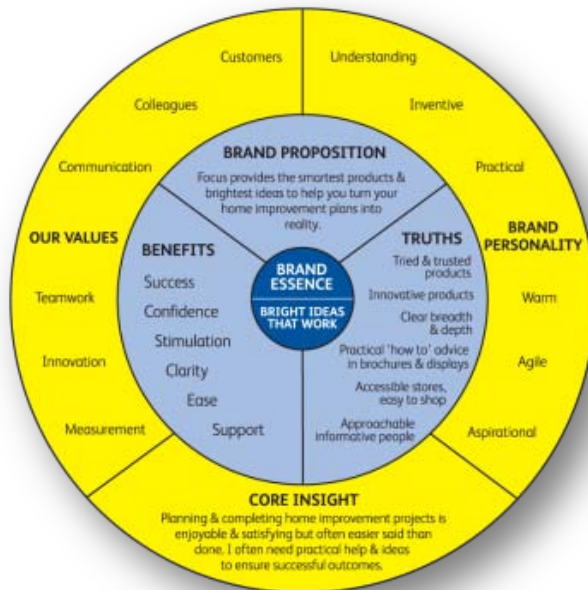 Customers
Colleagues
Communication
OUR VALUES
Teamwork
Innovation
Measurement
Understanding
Inventive
Practical
BRAND
PERSONALITY
Warm
Agile
Aspirational
BRAND PROPOSITION
Focus provides the smartest products &
brightest ideas to help you turn your
home improvement plans into
reality.
BENEFITS
Success
Confidence
Stimulation
Clarity
Ease
Support
BRAND
ESSENCE
BRIGHT IDEAS
THAT WORK
TRUTHS
Tried & trusted
products
Innovative products
Clear breadth
& depth
Practical 'how to' advice
in brochures & displays
Accessible stores,
easy to shop
Approachable
informative people
CORE INSIGHT
Planning & completing home improvement projects is
enjoyable & satisfying but often easier said than
done. I often need practical help & ideas
to ensure successful outcomes.